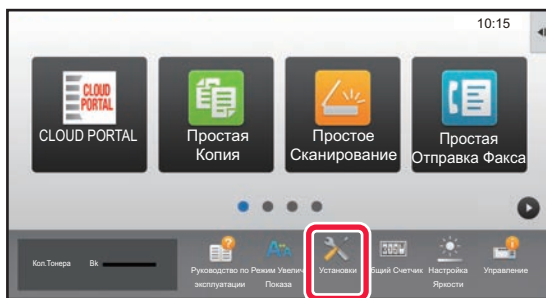 10:15
CLOUD
PORTAL
CLOUD PORTAL
Простая
Копия
Простое
Сканирование
Простая
Отправка Факса
Кол.Тонера Bk
Руководство по
эксплуатации
Режим Увелич
Показа
Установки
бщий Счетчик
Настройка
Яркости
Управление